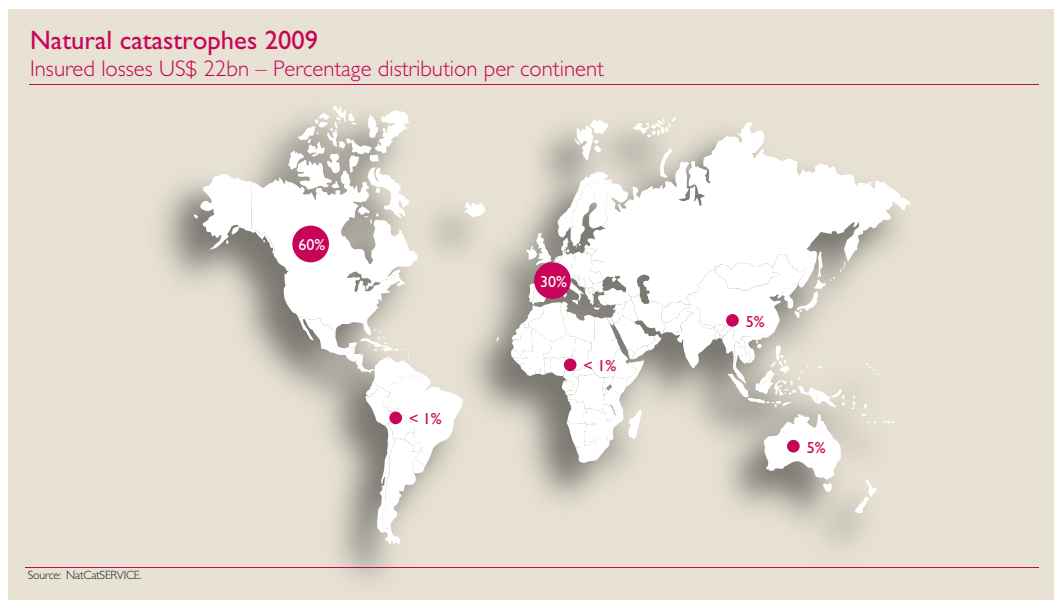 Natural catastrophes 2009
Insured losses US$ 22bn – Percentage distribution per continent
60%
30%
5%
< 1%
< 1%
5%
Source: NatCatSERVICE.